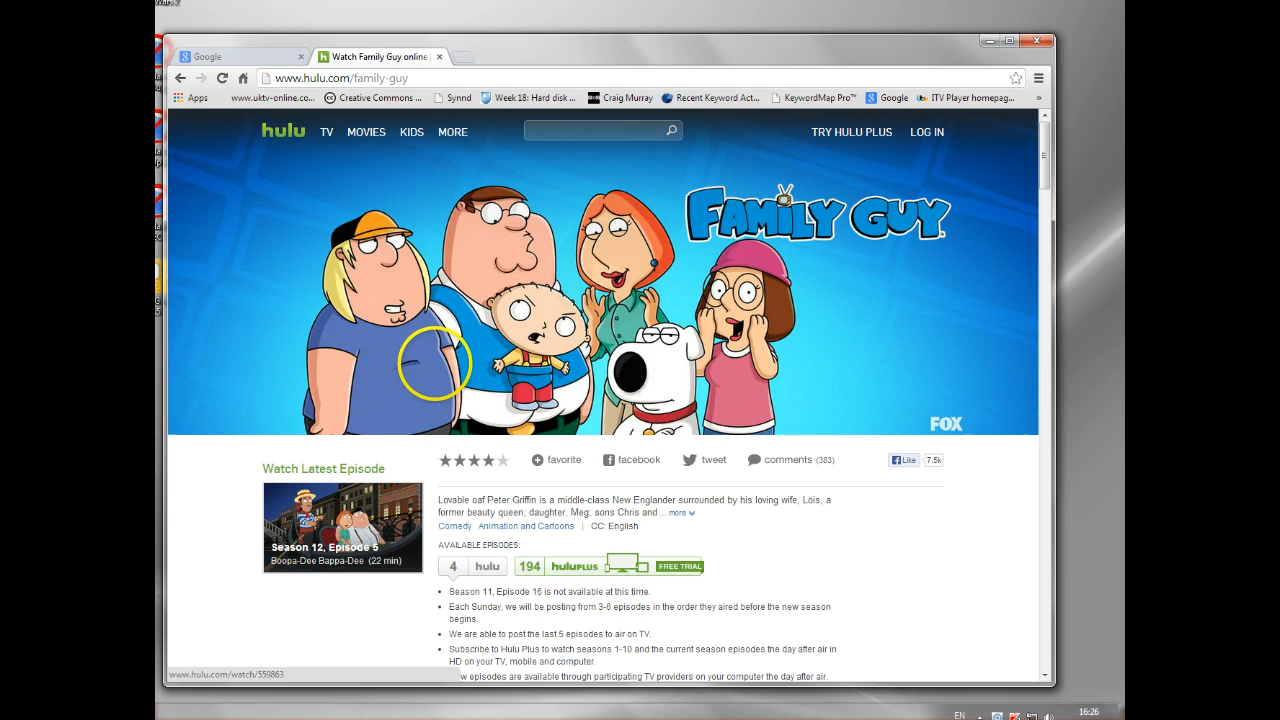 Wars 2
Google
Watch Family Guy online
www.hulu.com/family-guy
Apps www.uktv-online.co... Creative Commons ... Synnd Week 18: Hard disk ... Craig Murray Recent Keyword Act... KeywordMap Pro™ Google ITV Player homepag... »
hulu TV MOVIES KIDS MORE TRY HULU PLUS LOG IN
FAMILY GUY
FOX
Watch Latest Episode
Season 12, Episode 5
Boopa-Dee Bappa-Dee (22 min)
favorite facebook tweet comments (383) Like 7.5k
Lovable oaf Peter Griffin is a middle-class New Englander surrounded by his loving wife, Lois, a
former beauty queen; daughter, Meg; sons Chris and ... more
Comedy Animation and Cartoons | CC: English
AVAILABLE EPISODES:
4 hulu 194 huluPLUS FREE TRIAL
• Season 11, Episode 16 is not available at this time.
• Each Sunday, we will be posting from 3-6 episodes in the order they aired before the new season
begins.
• We are able to post the last 5 episodes to air on TV.
• Subscribe to Hulu Plus to watch seasons 1-10 and the current season episodes the day after air in
HD on your TV, mobile and computer.
w episodes are available through participating TV providers on your computer the day after air.
www.hulu.com/watch/559863
EN 16:26